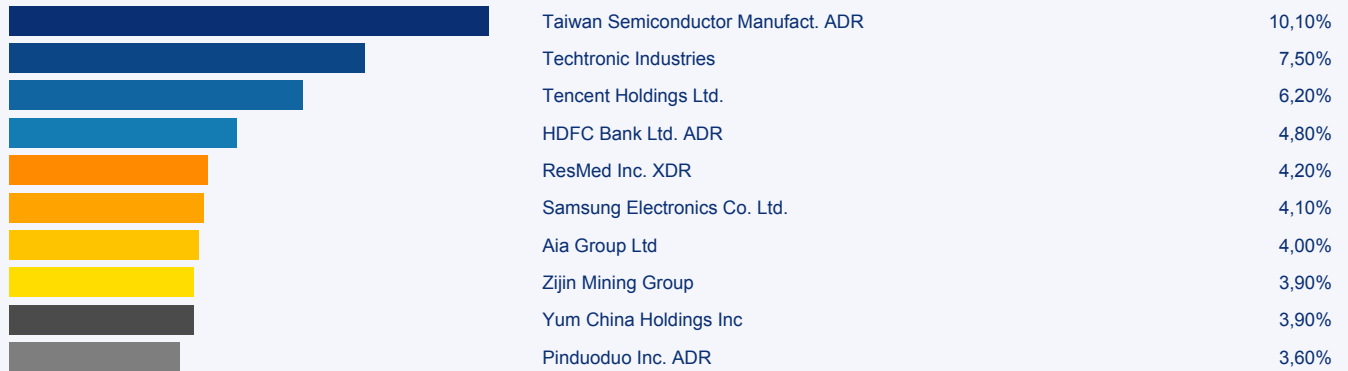 Taiwan Semiconductor Manufact. ADR 10,10%
Techtronic Industries 7,50%
Tencent Holdings Ltd. 6,20%
HDFC Bank Ltd. ADR 4,80%
ResMed Inc. XDR 4,20%
Samsung Electronics Co. Ltd. 4,10%
Aia Group Ltd 4,00%
Zijin Mining Group 3,90%
Yum China Holdings Inc 3,90%
Pinduoduo Inc. ADR 3,60%